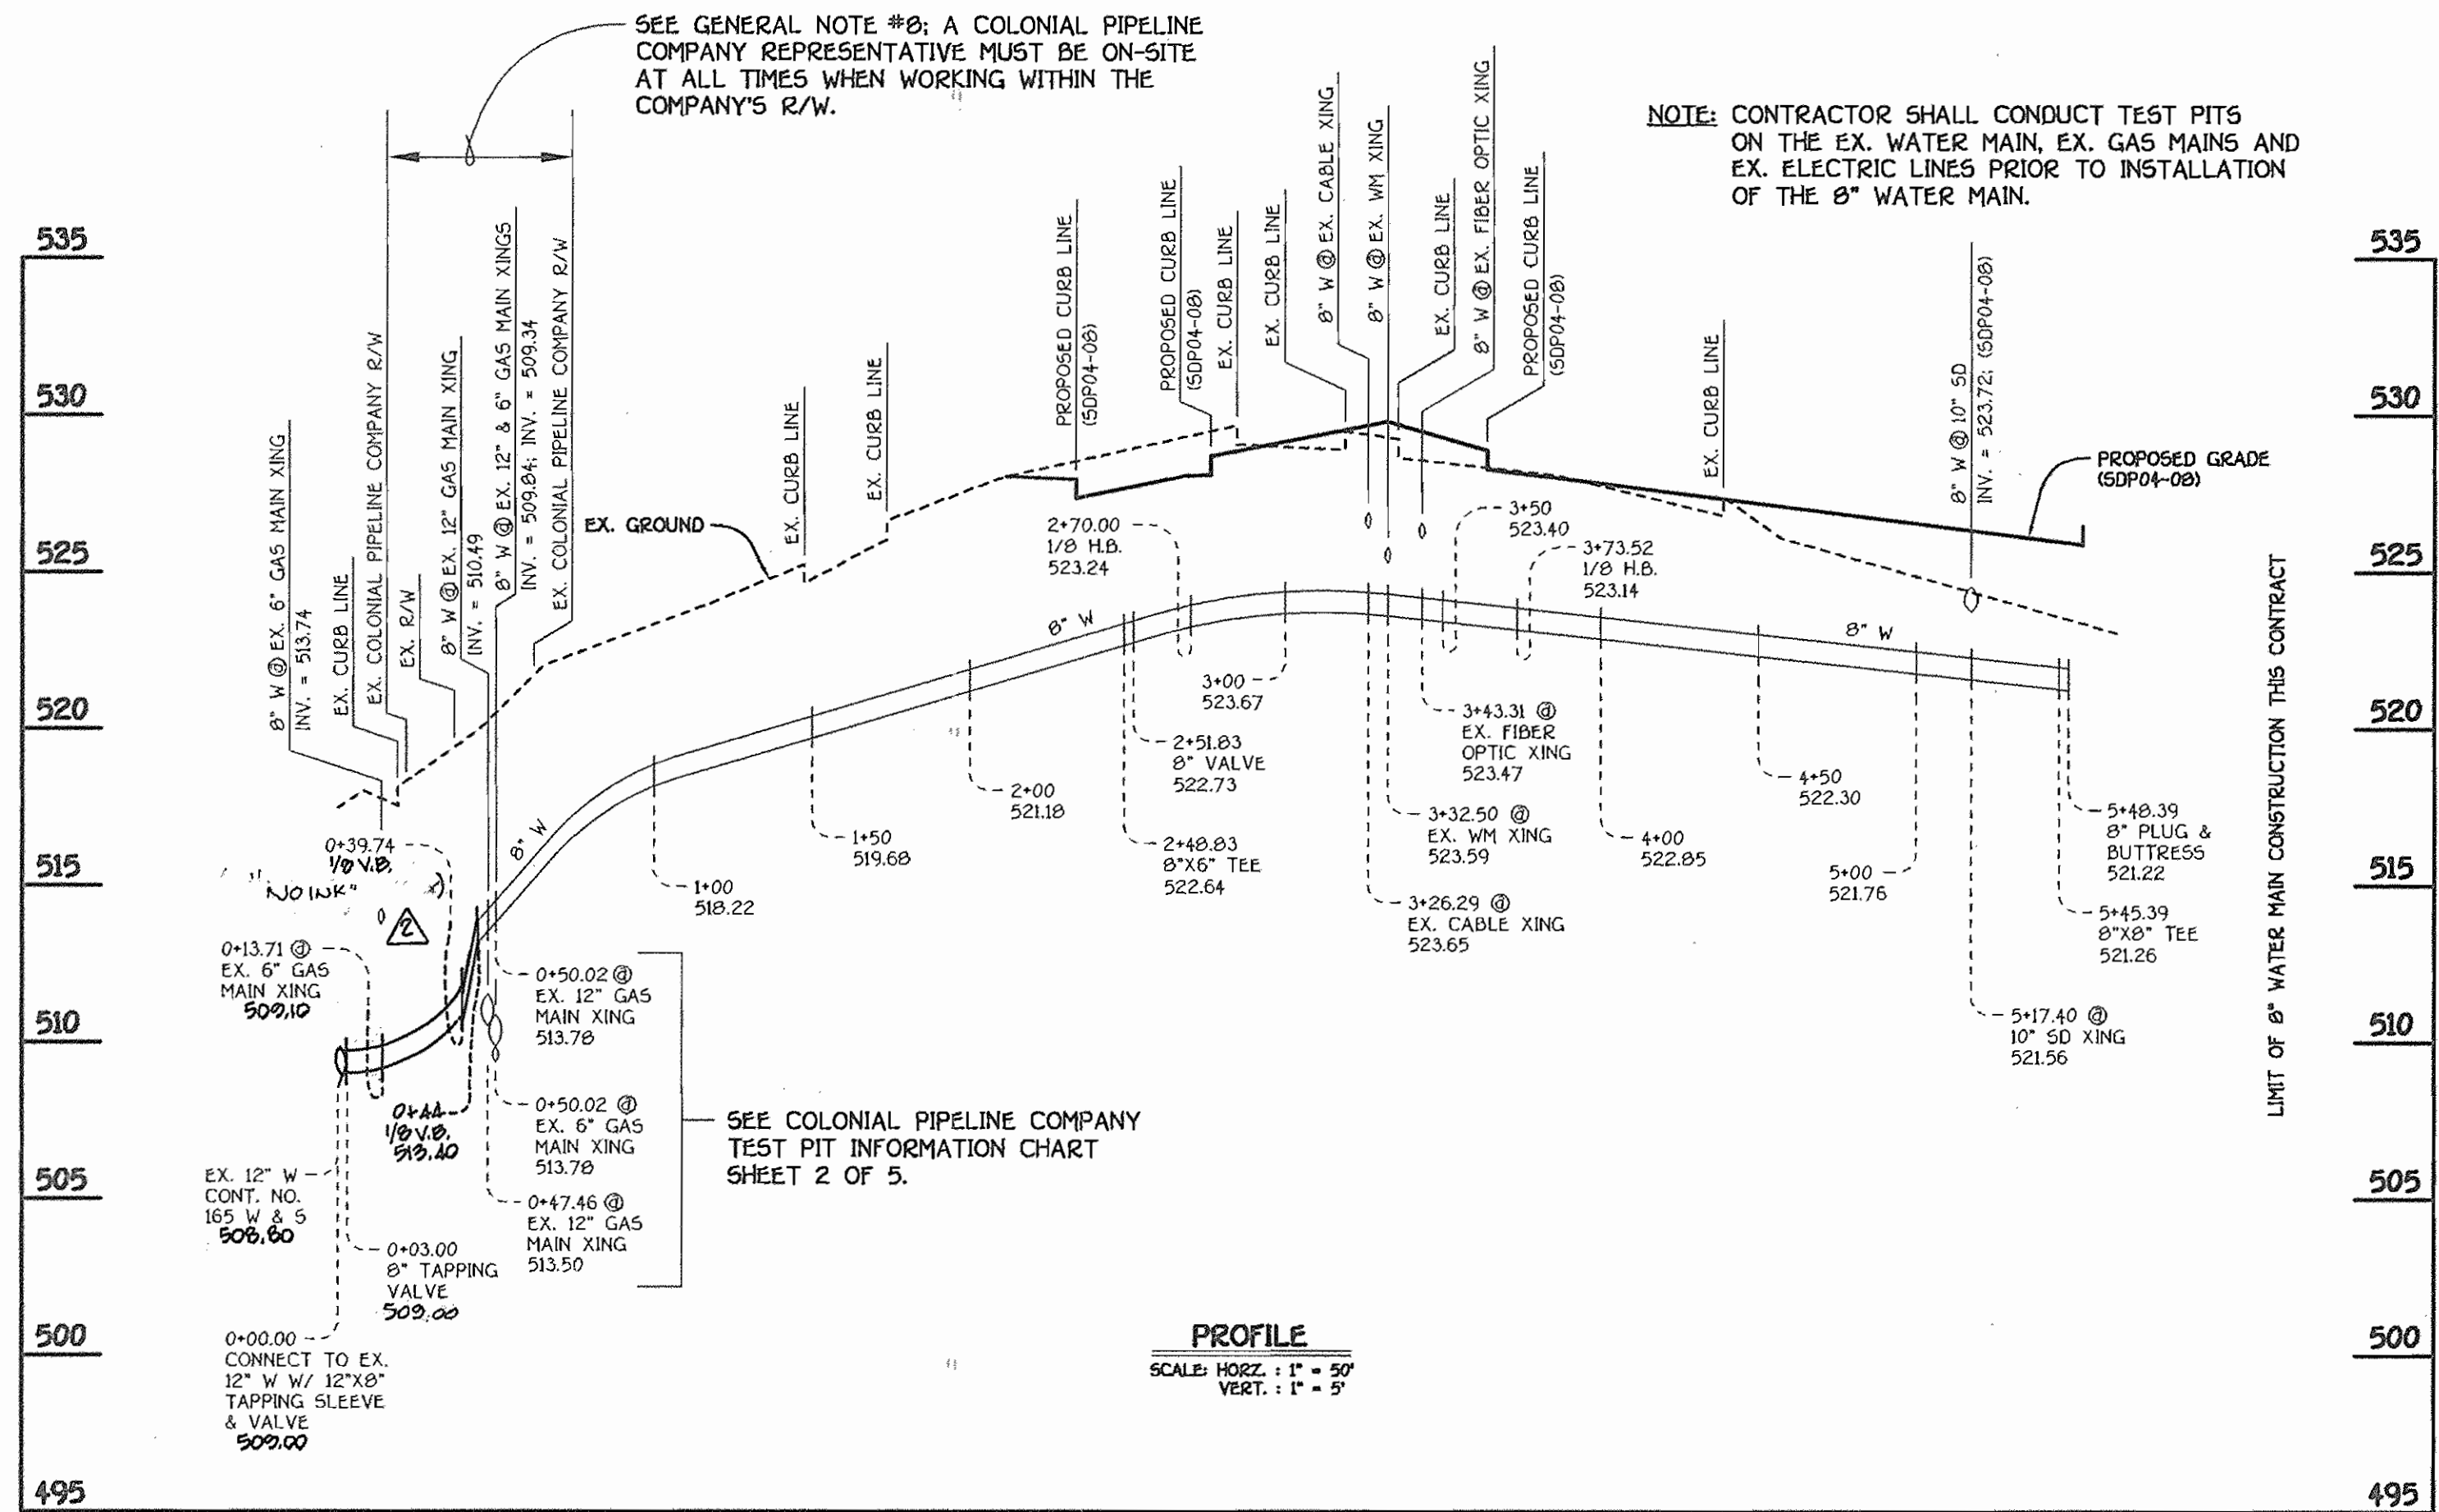 SEE GENERAL NOTE #8; A COLONIAL PIPELINE
COMPANY REPRESENTATIVE MUST BE ON-SITE
AT ALL TIMES WHEN WORKING WITHIN THE
COMPANY'S R/W.
NOTE: CONTRACTOR SHALL CONDUCT TEST PITS
ON THE EX. WATER MAIN, EX. GAS MAINS AND
EX. ELECTRIC LINES PRIOR TO INSTALLATION
OF THE 8" WATER MAIN.
535
530
525
520
515
510
505
500
495
535
530
525
520
515
510
505
500
495
8" W @ EX. 6" GAS MAIN XING
INV. = 513.74
EX. CURB LINE
EX. COLONIAL PIPELINE COMPANY R/W
EX. R/W
8" W @ EX. 12" GAS MAIN XING
INV. = 510.49
8" W @ EX. 12" & 6" GAS MAIN XINGS
INV. = 509.84; INV. = 509.34
EX. COLONIAL PIPELINE COMPANY R/W
EX. GROUND
EX. CURB LINE
EX. CURB LINE
PROPOSED CURB LINE
(SDP04-08)
PROPOSED CURB LINE
(SDP04-08)
EX. CURB LINE
EX. CURB LINE
8" W @ EX. CABLE XING
8" W @ EX. WM XING
EX. CURB LINE
8" W @ EX. FIBER OPTIC XING
PROPOSED CURB LINE
(SDP04-08)
EX. CURB LINE
8" W @ 10" SD
INV. = 523.72; (SDP04-08)
PROPOSED GRADE
(SDP04-08)
2+70.00
1/8 H.B.
523.24
3+50
523.40
3+73.52
1/8 H.B.
523.14
8" W
8" W
8" W
3+00
523.67
2+51.83
8" VALVE
522.73
2+00
521.18
2+48.83
8"X6" TEE
522.64
1+50
519.68
1+00
518.22
3+43.31 @
EX. FIBER
OPTIC XING
523.47
3+32.50 @
EX. WM XING
523.59
3+26.29 @
EX. CABLE XING
523.65
4+00
522.85
4+50
522.30
5+00
521.76
5+48.39
8" PLUG &
BUTTRESS
521.22
5+45.39
8"X8" TEE
521.26
5+17.40 @
10" SD XING
521.56
LIMIT OF 8" WATER MAIN CONSTRUCTION THIS CONTRACT
0+39.74
1/8 V.B.
"NO INK"
2
0+13.71 @
EX. 6" GAS
MAIN XING
509.10
0+44
1/8 V.B.
513.40
0+50.02 @
EX. 12" GAS
MAIN XING
513.78
0+50.02 @
EX. 6" GAS
MAIN XING
513.78
0+47.46 @
EX. 12" GAS
MAIN XING
513.50
SEE COLONIAL PIPELINE COMPANY
TEST PIT INFORMATION CHART
SHEET 2 OF 5.
EX. 12" W
CONT. NO.
165 W & S
508.80
0+03.00
8" TAPPING
VALVE
509.00
0+00.00
CONNECT TO EX.
12" W W/ 12"X8"
TAPPING SLEEVE
& VALVE
509.00
PROFILE
SCALE: HORZ. : 1" = 50'
VERT. : 1" = 5'